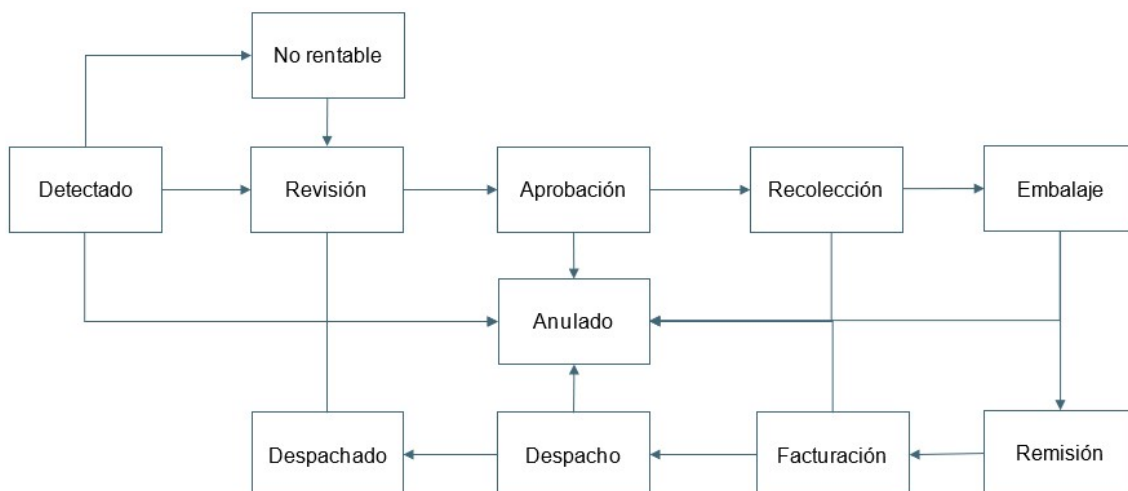 No rentable
Detectado
Revisión
Aprobación
Recolección
Embalaje
Anulado
Despachado
Despacho
Facturación
Remisión